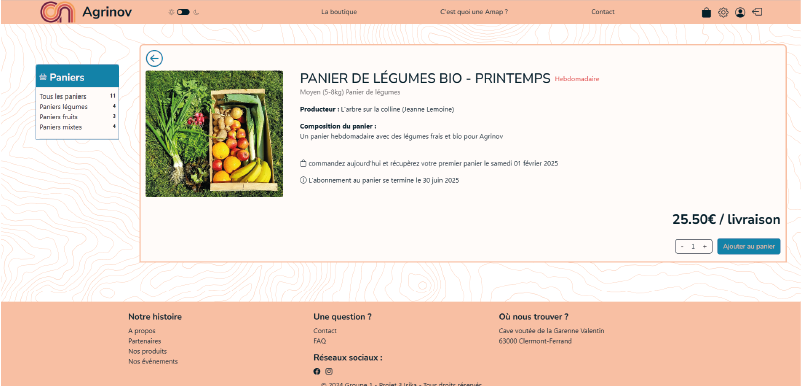 Agrinov
La boutique
C'est quoi une Amap ?
Contact
Paniers
Tous les paniers 11
Paniers légumes 4
Paniers fruits 3
Paniers mixtes 4
PANIER DE LÉGUMES BIO - PRINTEMPS Hebdomadaire
Moyen (5-8kg) Panier de légumes
Producteur : L'arbre sur la colline (Jeanne Lemoine)
Composition du panier :
Un panier hebdomadaire avec des légumes frais et bio pour Agrinov
commandez aujourd'hui et récupérez votre premier panier le samedi 01 février 2025
L'abonnement au panier se termine le 30 juin 2025
25.50€ / livraison
- 1 +
Ajouter au panier
Notre histoire
A propos
Partenaires
Nos produits
Nos événements
Une question ?
Contact
FAQ
Réseaux sociaux :
Où nous trouver ?
Cave voutée de la Garenne Valentin
63000 Clermont-Ferrand
© 2024 Groupe 1 - Projet 3 Isika - Tous droits réservés